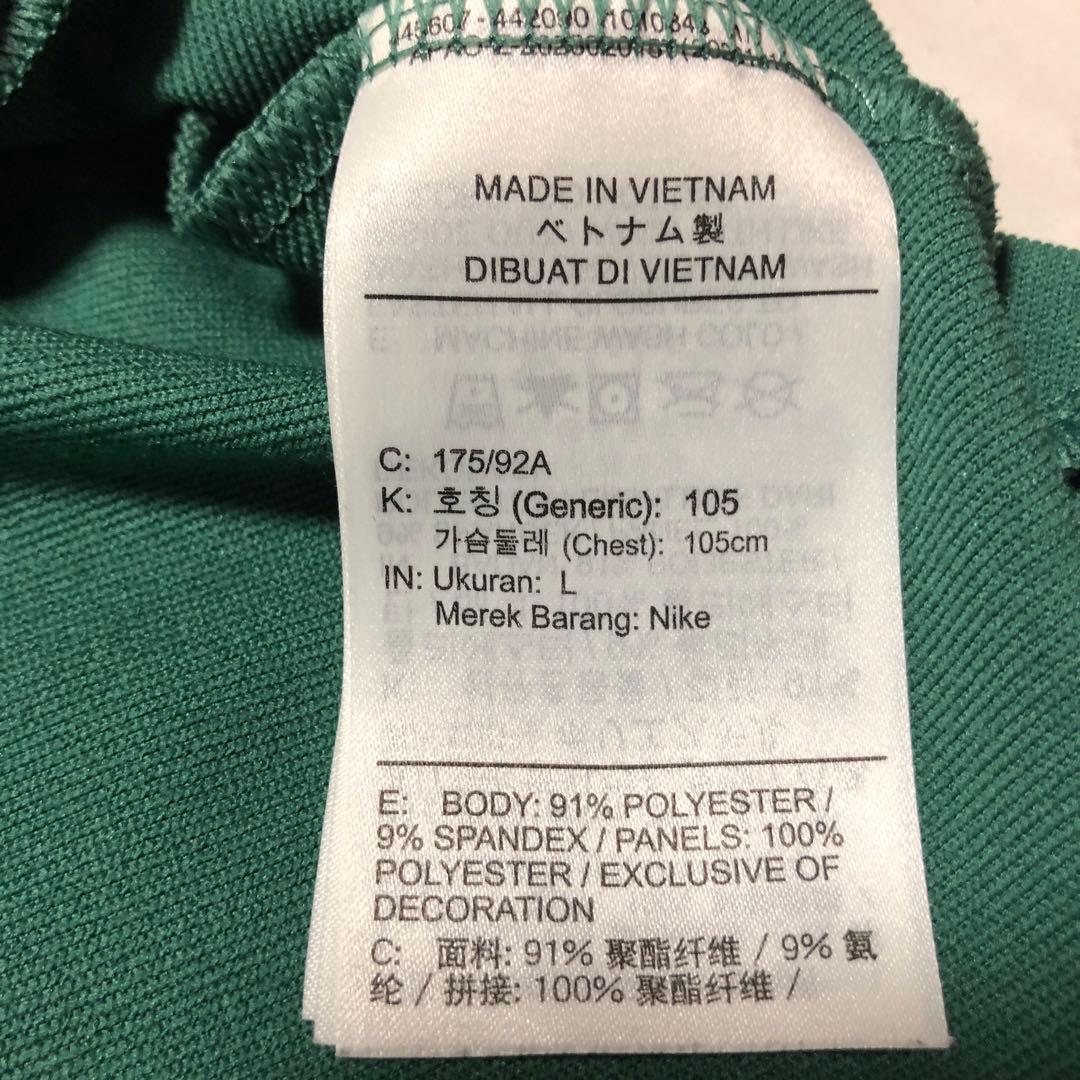 MADE IN VIETNAM
ベトナム製
DIBUAT DI VIETNAM
C: 175/92A
K: 호칭 (Generic): 105
가슴둘레 (Chest): 105cm
IN: Ukuran: L
Merek Barang: Nike
E: BODY: 91% POLYESTER /
9% SPANDEX / PANELS: 100%
POLYESTER / EXCLUSIVE OF
DECORATION
C: 面料: 91% 聚酯纤维 / 9% 氨
纶 / 拼接: 100% 聚酯纤维 /